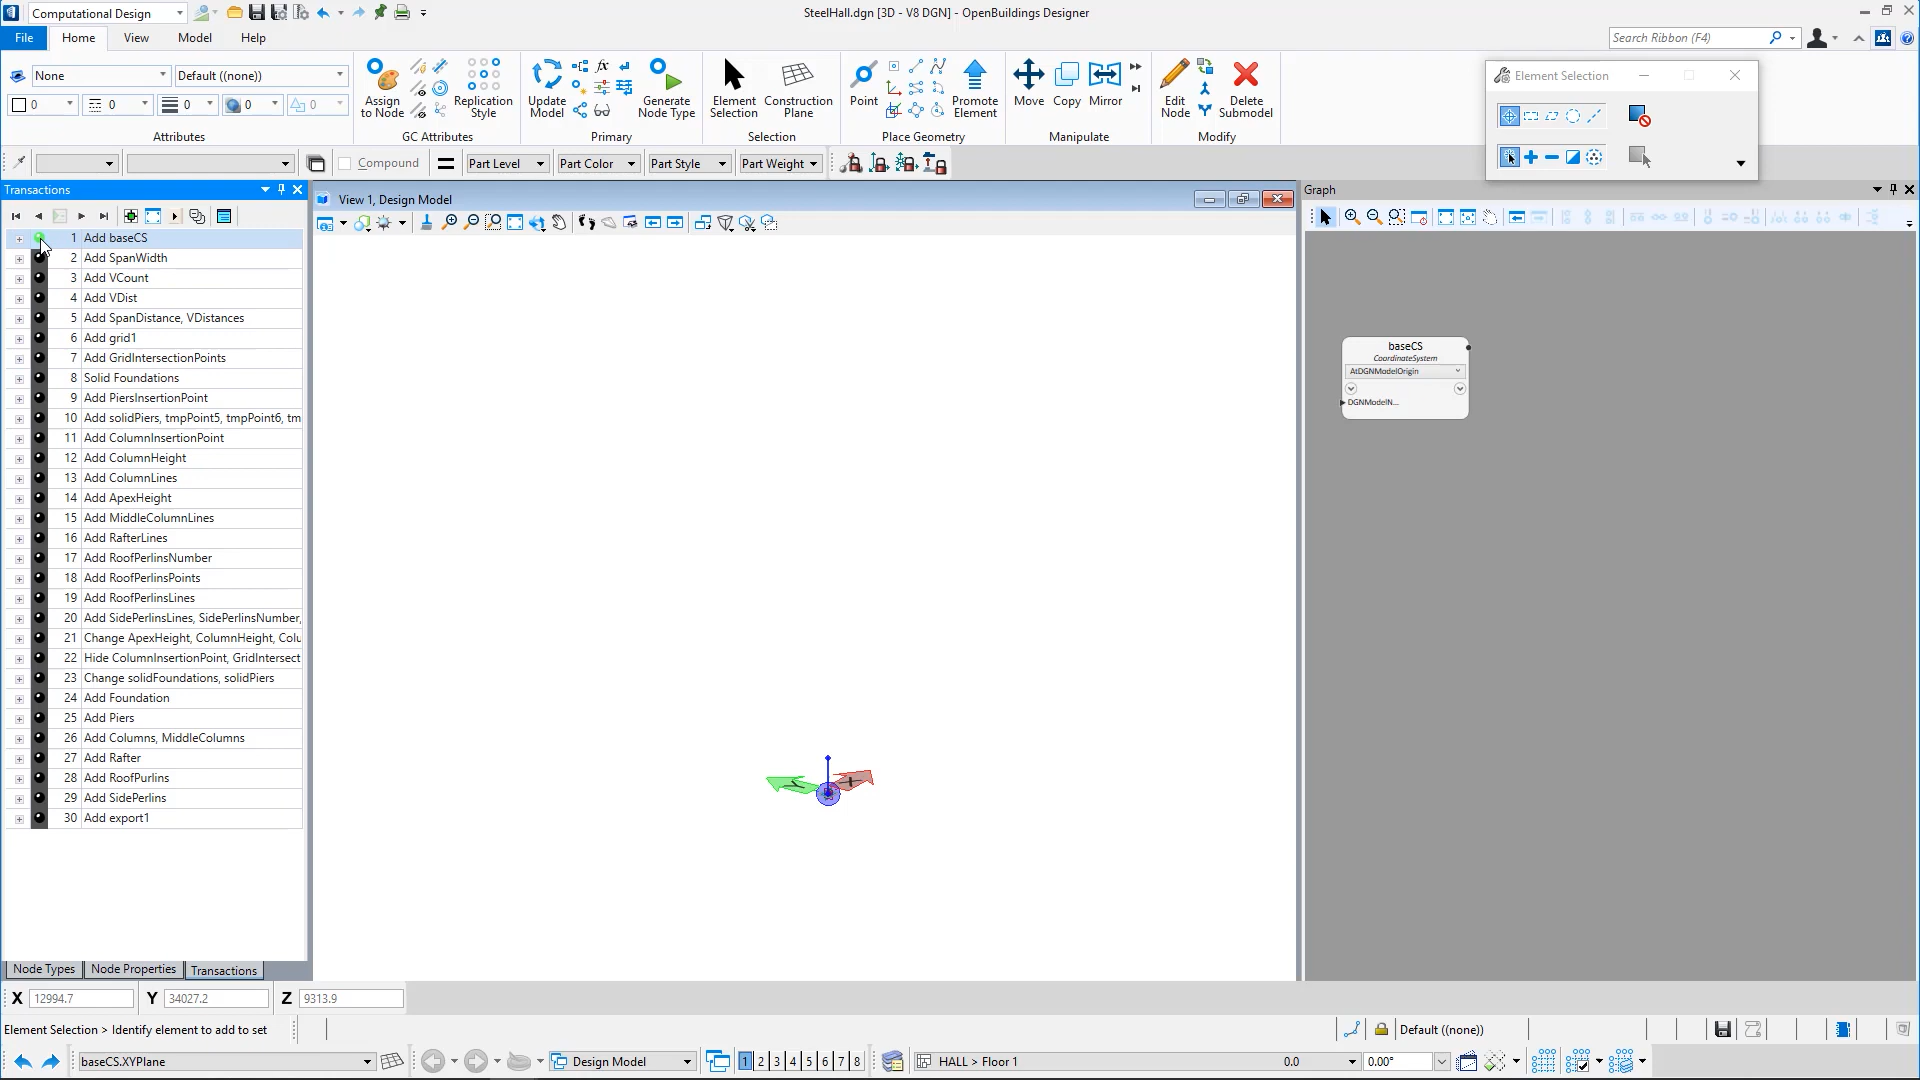 Computational Design
SteelHall.dgn [3D - V8 DGN] - OpenBuildings Designer
File
Home
View
Model
Help
Search Ribbon (F4)
None
Default ((none))
0
0
0
0
0
Attributes
Assign to Node
Replication Style
GC Attributes
Update Model
Generate Node Type
Primary
Element Selection
Construction Plane
Selection
Point
Promote Element
Place Geometry
Move
Copy
Mirror
Manipulate
Edit Node
Delete Submodel
Modify
Element Selection
Compound
Part Level
Part Color
Part Style
Part Weight
Transactions
1 Add baseCS
2 Add SpanWidth
3 Add VCount
4 Add VDist
5 Add SpanDistance, VDistances
6 Add grid1
7 Add GridIntersectionPoints
8 Solid Foundations
9 Add PiersInsertionPoint
10 Add solidPiers, tmpPoint5, tmpPoint6, tm
11 Add ColumnInsertionPoint
12 Add ColumnHeight
13 Add ColumnLines
14 Add ApexHeight
15 Add MiddleColumnLines
16 Add RafterLines
17 Add RoofPerlinsNumber
18 Add RoofPerlinsPoints
19 Add RoofPerlinsLines
20 Add SidePerlinsLines, SidePerlinsNumber,
21 Change ApexHeight, ColumnHeight, Colu
22 Hide ColumnInsertionPoint, GridIntersect
23 Change solidFoundations, solidPiers
24 Add Foundation
25 Add Piers
26 Add Columns, MiddleColumns
27 Add Rafter
28 Add RoofPurlins
29 Add SidePerlins
30 Add export1
Node Types
Node Properties
Transactions
View 1, Design Model
Y
X
Graph
baseCS
CoordinateSystem
AtDGNModelOrigin
DGNModelN...
X 12994.7
Y 34027.2
Z 9313.9
Element Selection > Identify element to add to set
Default ((none))
baseCS.XYPlane
Design Model
1 2 3 4 5 6 7 8
HALL > Floor 1
0.0
0.00°